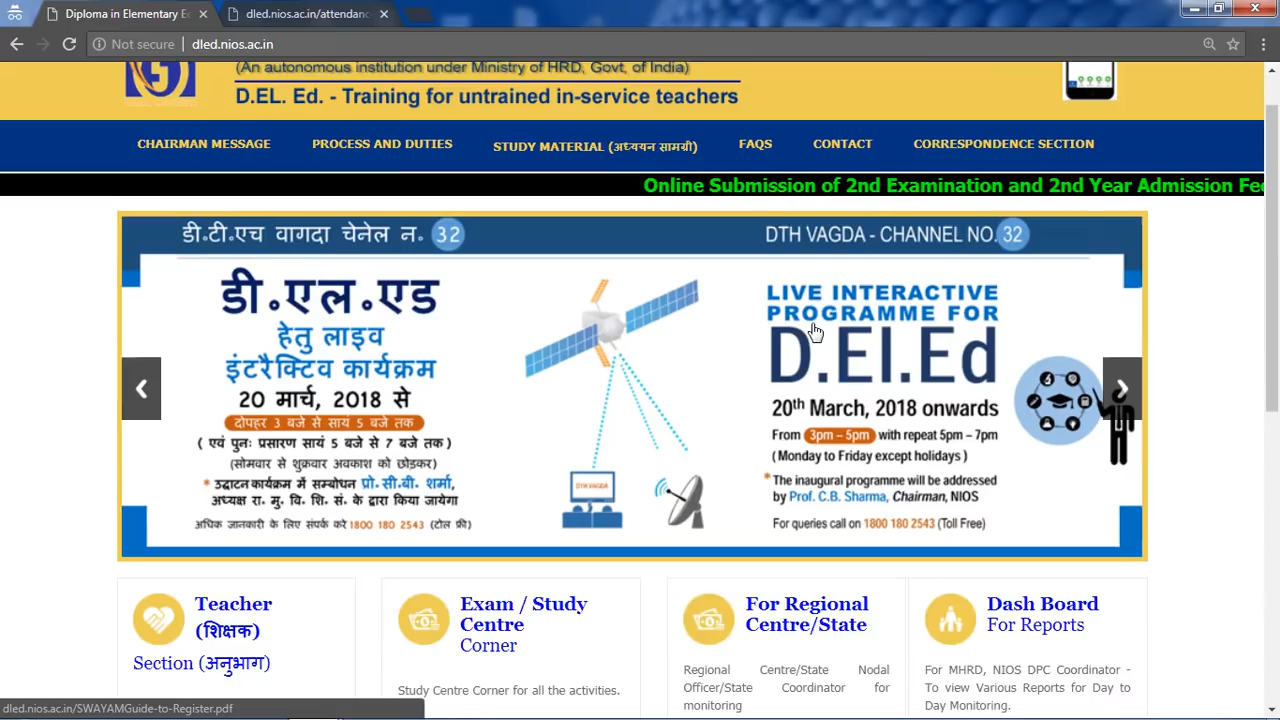 Diploma in Elementary E
dled.nios.ac.in/attendanc
Not secure | dled.nios.ac.in
(An autonomous institution under Ministry of HRD, Govt. of India)
D.EL. Ed. - Training for untrained in-service teachers
CHAIRMAN MESSAGE PROCESS AND DUTIES STUDY MATERIAL (अध्ययन सामग्री) FAQS CONTACT CORRESPONDENCE SECTION
Online Submission of 2nd Examination and 2nd Year Admission Fee
डी॰टी॰एच वागदा चेनेल न॰ 32
DTH VAGDA - CHANNEL NO. 32
डी॰एल॰एड
हेतु लाइव
इंटरैक्टिव कार्यक्रम
20 मार्च, 2018 से
दोपहर 3 बजे से सायं 5 बजे तक
( एवं पुनः प्रसारण सायं 5 बजे से 7 बजे तक )
(सोमवार से शुक्रवार अवकाश को छोड़कर)
* उद्घाटन कार्यक्रम में सम्बोधन प्रो.सी.बी. शर्मा,
अध्यक्ष रा. मु. वि. शि. सं. के द्वारा किया जायेगा
अधिक जानकारी के लिए संपर्क करे 1800 180 2543 (टोल फ्री)
DTH VAGDA
LIVE INTERACTIVE
PROGRAMME FOR
D.El.Ed
20th March, 2018 onwards
From 3pm – 5pm with repeat 5pm – 7pm
( Monday to Friday except holidays )
* The inaugural programme will be addressed
by Prof. C.B. Sharma, Chairman, NIOS
For queries call on 1800 180 2543 (Toll Free)
Teacher
(शिक्षक)
Section (अनुभाग)
Exam / Study
Centre
Corner
Study Centre Corner for all the activities.
For Regional
Centre/State
Regional Centre/State Nodal
Officer/State Coordinator for
monitoring
Dash Board
For Reports
For MHRD, NIOS DPC Coordinator -
To view Various Reports for Day to
Day Monitoring.
dled.nios.ac.in/SWAYAMGuide-to-Register.pdf